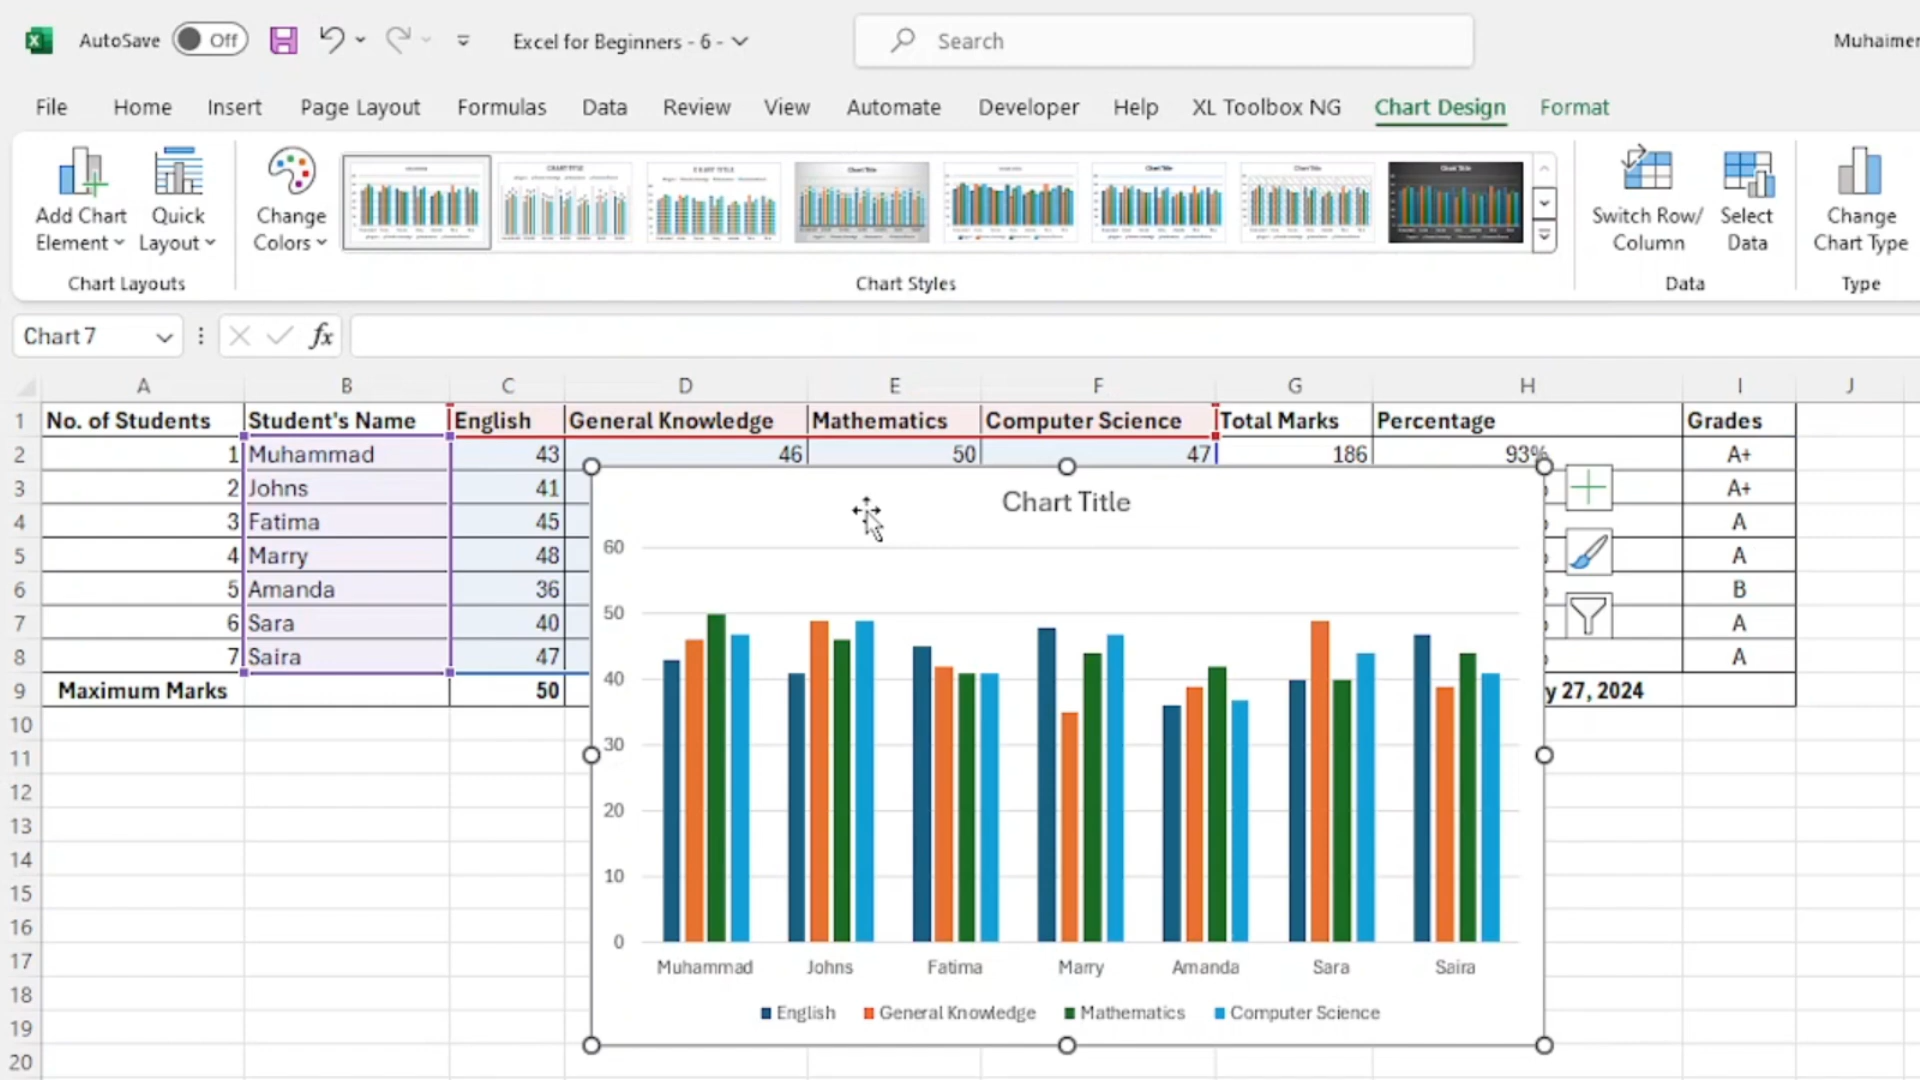 AutoSave Off Excel for Beginners - 6 - Search Muhaimen
File Home Insert Page Layout Formulas Data Review View Automate Developer Help XL Toolbox NG Chart Design Format
Add Chart Element Quick Layout Change Colors Switch Row/ Column Select Data Change Chart Type
Chart Layouts Chart Styles Data Type
Chart 7 fx
A B C D E F G H I J
1 No. of Students Student's Name English General Knowledge Mathematics Computer Science Total Marks Percentage Grades
2 1 Muhammad 43 46 50 47 186 93% A+
3 2 Johns 41 A+
4 3 Fatima 45 A
5 4 Marry 48 A
6 5 Amanda 36 B
7 6 Sara 40 A
8 7 Saira 47 A
9 Maximum Marks 50 y 27, 2024
10
11
12
13
14
15
16
17
18
19
20
Chart Title
60
50
40
30
20
10
0
Muhammad Johns Fatima Marry Amanda Sara Saira
English General Knowledge Mathematics Computer Science